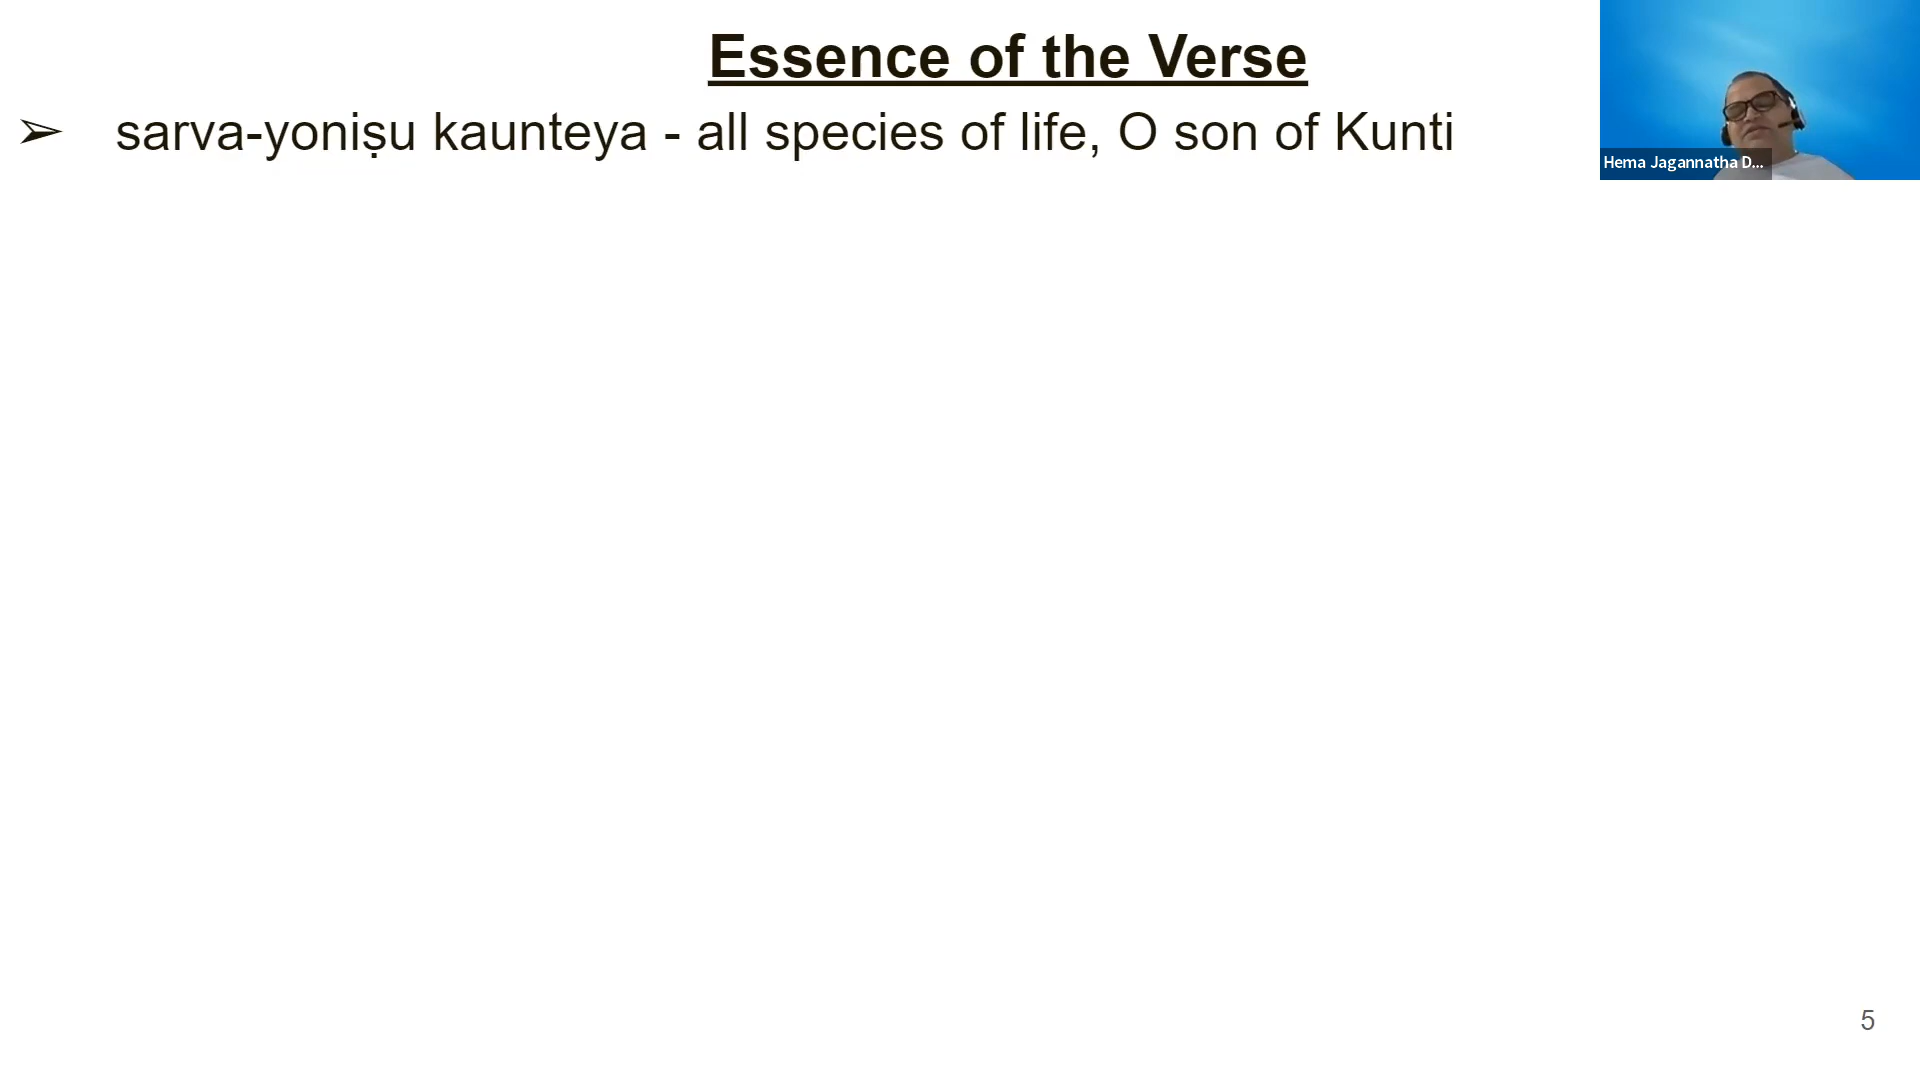 Essence of the Verse
➢ sarva-yoniṣu kaunteya - all species of life, O son of Kunti
Hema Jagannatha D...
5